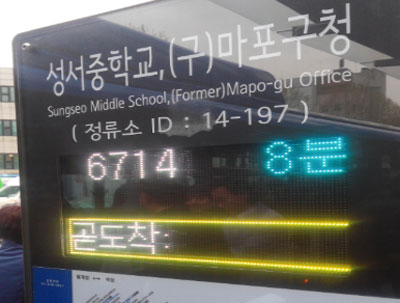 성서중학교,(구)마포구청
Sungseo Middle School,(Former)Mapo-gu Office
( 정류소 ID : 14-197 )
6714 8분
곧도착: